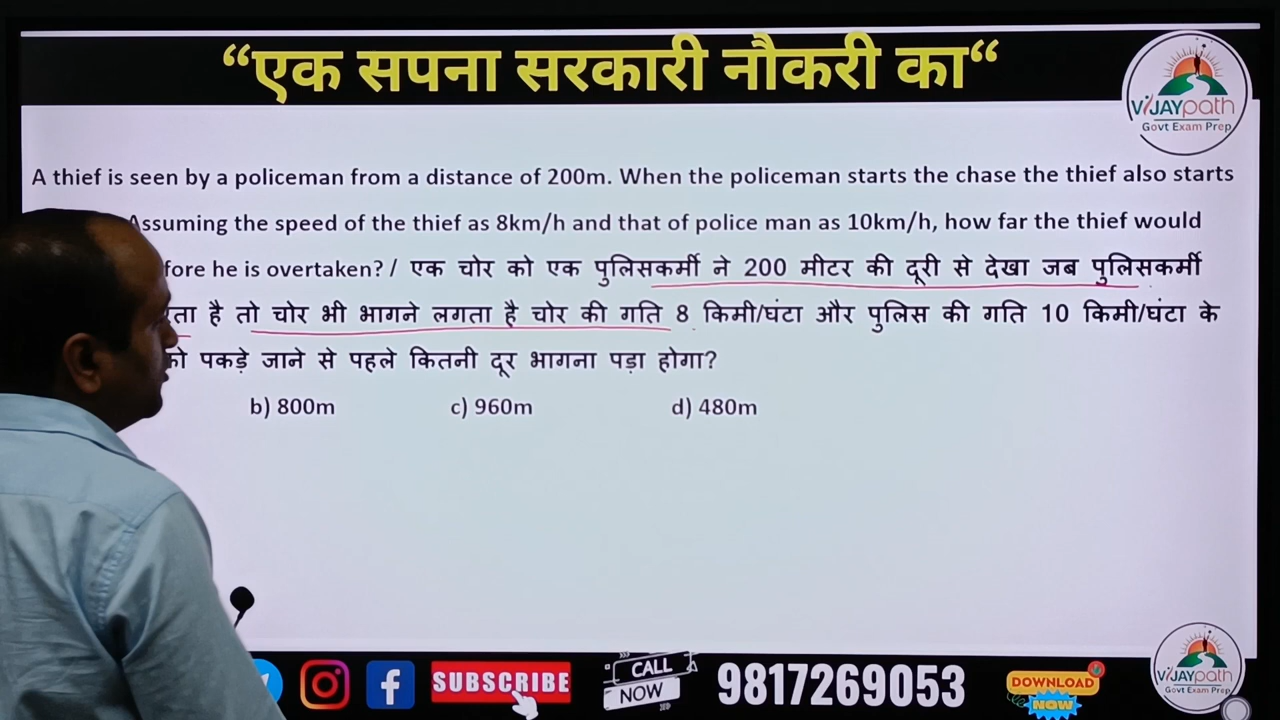 “एक सपना सरकारी नौकरी का“
VIJAYpath
Govt Exam Prep
A thief is seen by a policeman from a distance of 200m. When the policeman starts the chase the thief also starts
Assuming the speed of the thief as 8km/h and that of police man as 10km/h, how far the thief would
fore he is overtaken? / एक चोर को एक पुलिसकर्मी ने 200 मीटर की दूरी से देखा जब पुलिसकर्मी
ता है तो चोर भी भागने लगता है चोर की गति 8 किमी/घंटा और पुलिस की गति 10 किमी/घंटा के
को पकड़े जाने से पहले कितनी दूर भागना पड़ा होगा?
b) 800m c) 960m d) 480m
SUBSCRIBE CALL NOW 9817269053 DOWNLOAD NOW
VIJAYpath
Govt Exam Prep